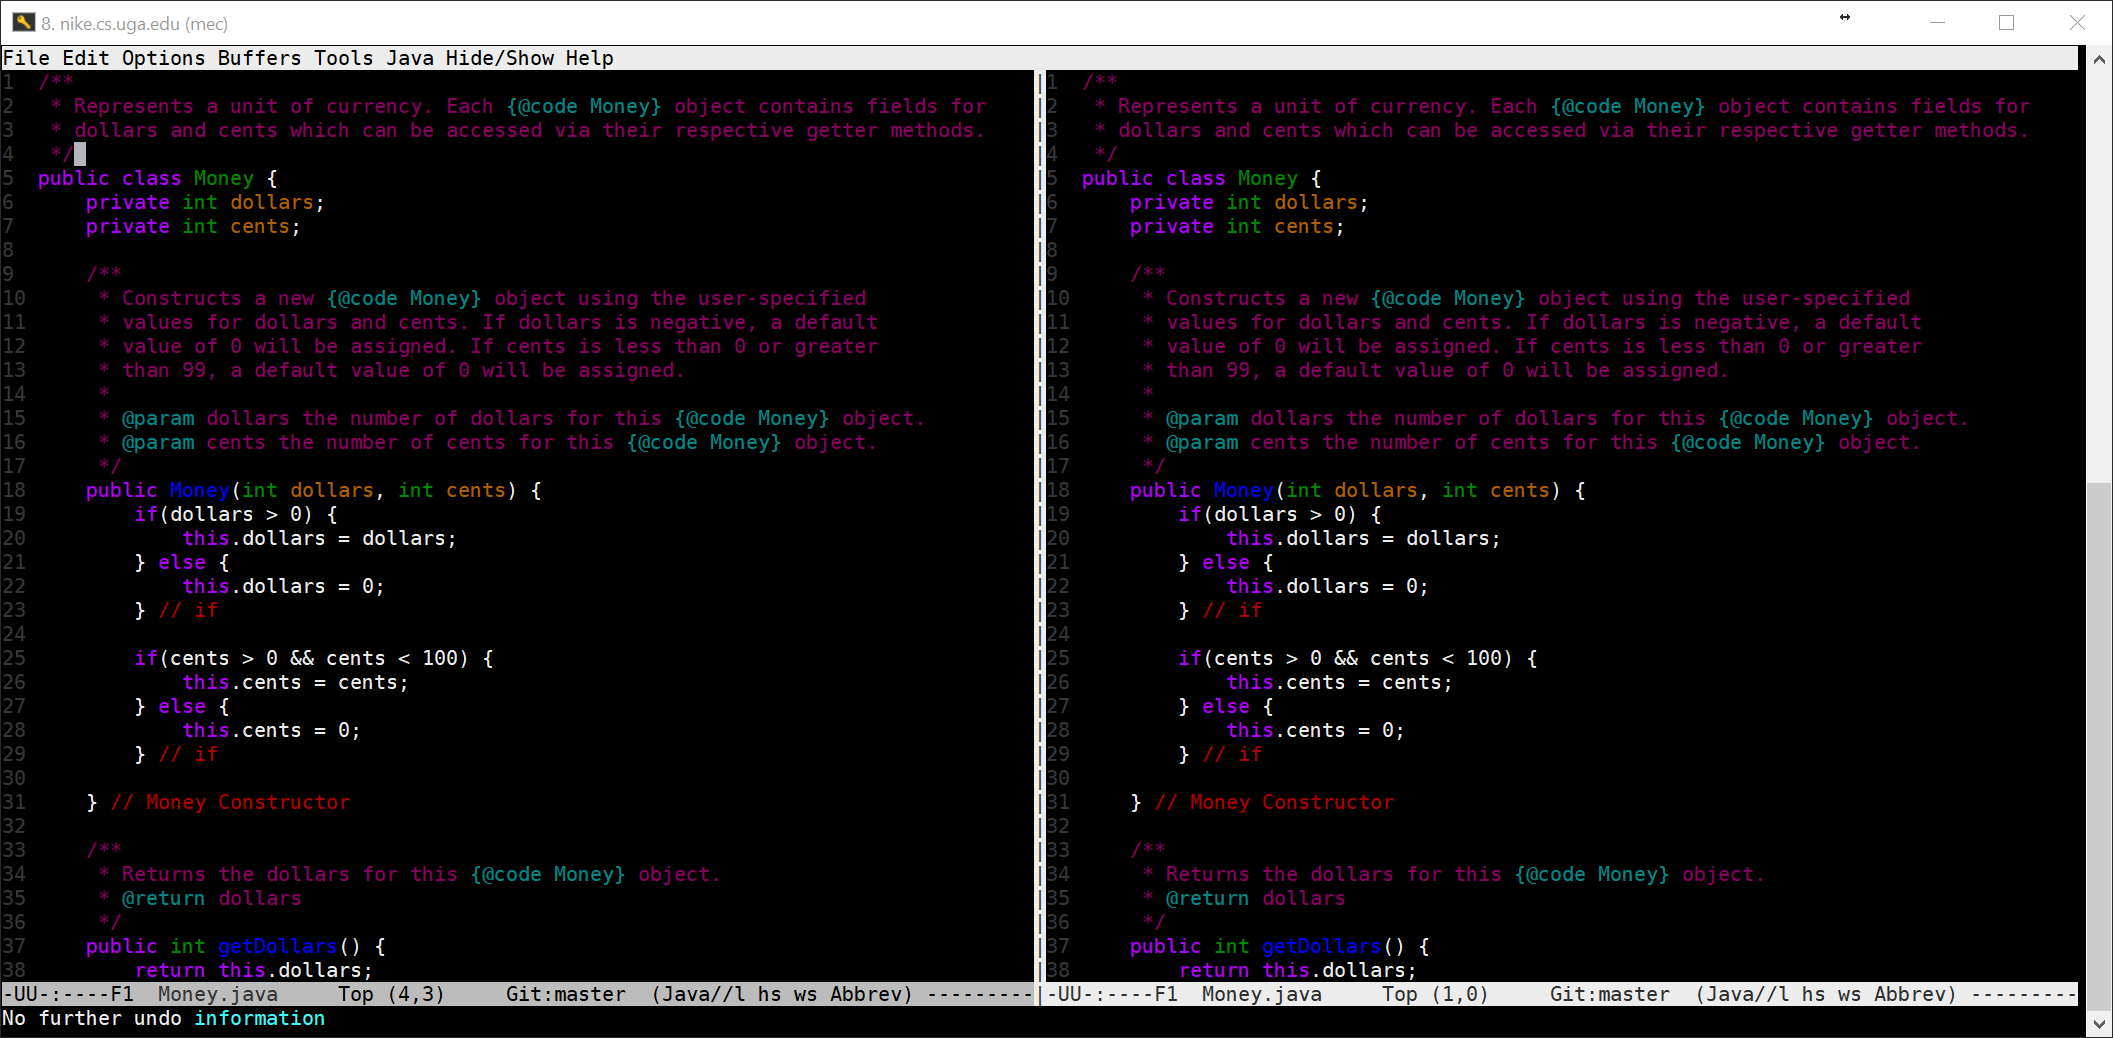 8. nike.cs.uga.edu (mec)
File Edit Options Buffers Tools Java Hide/Show Help
1  /**
2   * Represents a unit of currency. Each {@code Money} object contains fields for
3   * dollars and cents which can be accessed via their respective getter methods.
4   */
5  public class Money {
6      private int dollars;
7      private int cents;
8
9      /**
10      * Constructs a new {@code Money} object using the user-specified
11      * values for dollars and cents. If dollars is negative, a default
12      * value of 0 will be assigned. If cents is less than 0 or greater
13      * than 99, a default value of 0 will be assigned.
14      *
15      * @param dollars the number of dollars for this {@code Money} object.
16      * @param cents the number of cents for this {@code Money} object.
17      */
18     public Money(int dollars, int cents) {
19         if(dollars > 0) {
20             this.dollars = dollars;
21         } else {
22             this.dollars = 0;
23         } // if
24
25         if(cents > 0 && cents < 100) {
26             this.cents = cents;
27         } else {
28             this.cents = 0;
29         } // if
30
31     } // Money Constructor
32
33     /**
34      * Returns the dollars for this {@code Money} object.
35      * @return dollars
36      */
37     public int getDollars() {
38         return this.dollars;
-UU-:----F1  Money.java     Top (4,3)     Git:master  (Java//l hs ws Abbrev) ---------
|1  /**
|2   * Represents a unit of currency. Each {@code Money} object contains fields for
|3   * dollars and cents which can be accessed via their respective getter methods.
|4   */
|5  public class Money {
|6      private int dollars;
|7      private int cents;
|8
|9      /**
|10      * Constructs a new {@code Money} object using the user-specified
|11      * values for dollars and cents. If dollars is negative, a default
|12      * value of 0 will be assigned. If cents is less than 0 or greater
|13      * than 99, a default value of 0 will be assigned.
|14      *
|15      * @param dollars the number of dollars for this {@code Money} object.
|16      * @param cents the number of cents for this {@code Money} object.
|17      */
|18     public Money(int dollars, int cents) {
|19         if(dollars > 0) {
|20             this.dollars = dollars;
|21         } else {
|22             this.dollars = 0;
|23         } // if
|24
|25         if(cents > 0 && cents < 100) {
|26             this.cents = cents;
|27         } else {
|28             this.cents = 0;
|29         } // if
|30
|31     } // Money Constructor
|32
|33     /**
|34      * Returns the dollars for this {@code Money} object.
|35      * @return dollars
|36      */
|37     public int getDollars() {
|38         return this.dollars;
|-UU-:----F1  Money.java     Top (1,0)     Git:master  (Java//l hs ws Abbrev) ---------
No further undo information